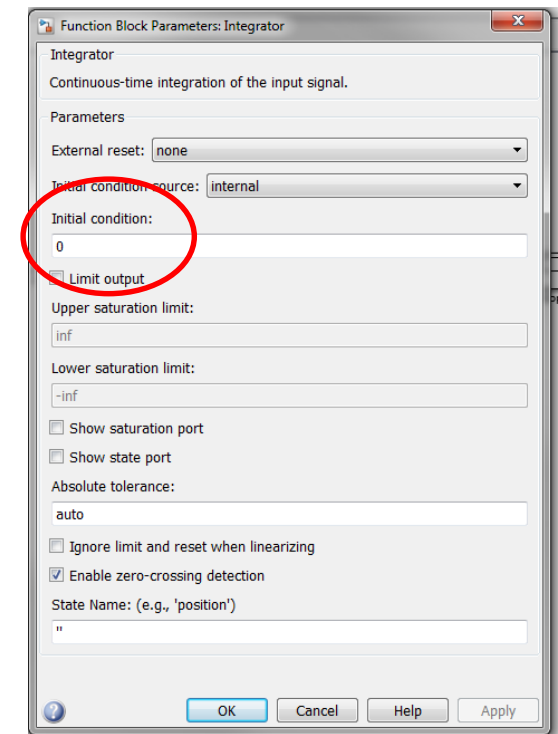 Function Block Parameters: Integrator
Integrator
Continuous-time integration of the input signal.
Parameters
External reset: none
Initial condition source: internal
Initial condition:
0
Limit output
Upper saturation limit:
inf
Lower saturation limit:
-inf
Show saturation port
Show state port
Absolute tolerance:
auto
Ignore limit and reset when linearizing
Enable zero-crossing detection
State Name: (e.g., 'position')
''
OK Cancel Help Apply